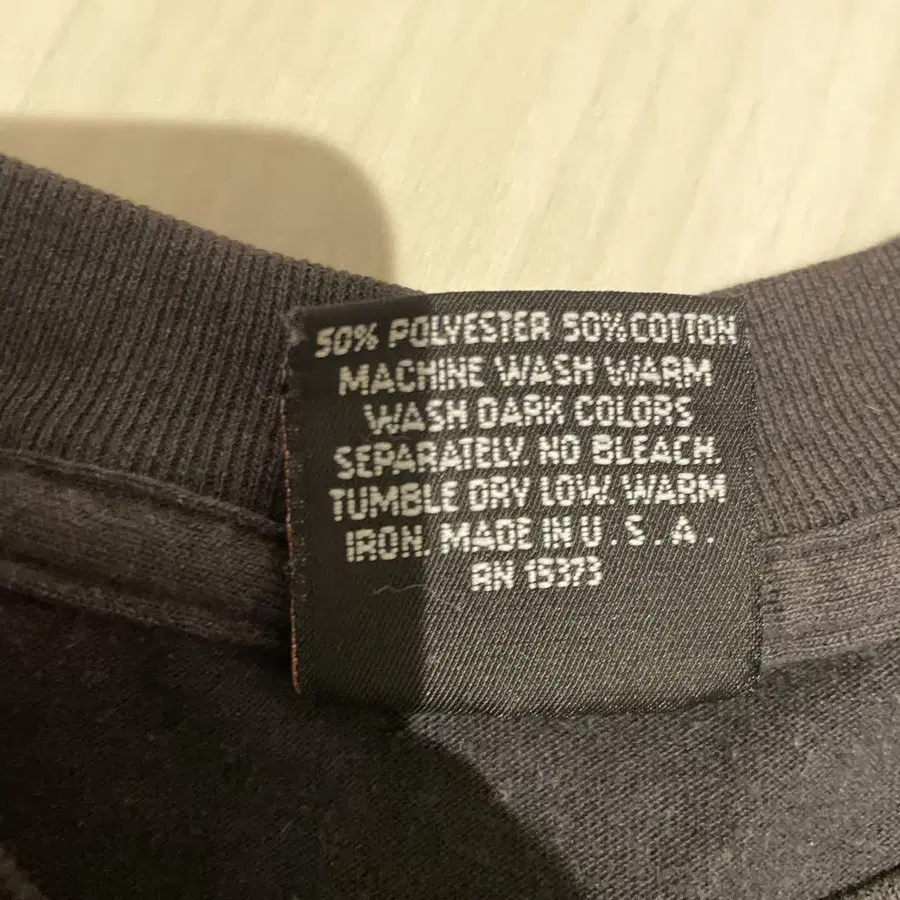 50% POLYESTER 50% COTTON
MACHINE WASH WARM
WASH DARK COLORS
SEPARATELY. NO BLEACH.
TUMBLE DRY LOW. WARM
IRON. MADE IN U.S.A.
RN 15373